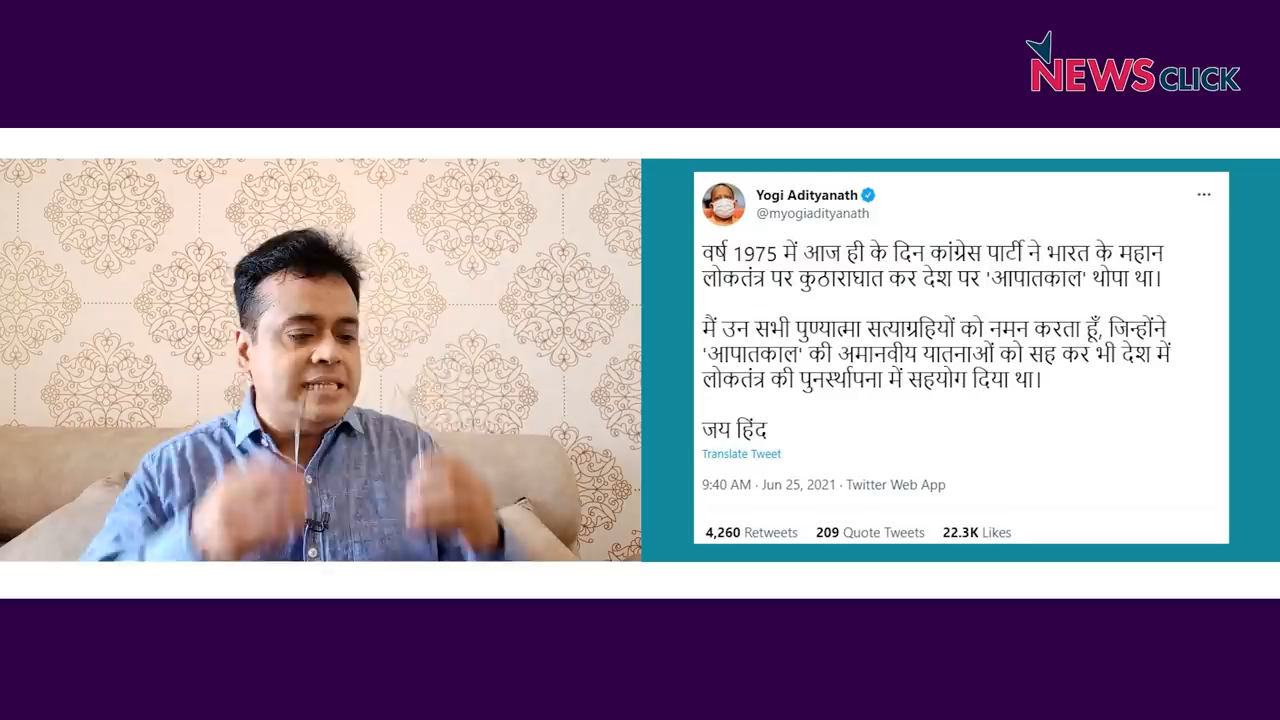 NEWSCLICK
Yogi Adityanath
@myogiadityanath
वर्ष 1975 में आज ही के दिन कांग्रेस पार्टी ने भारत के महान
लोकतंत्र पर कुठाराघात कर देश पर 'आपातकाल' थोपा था।
मैं उन सभी पुण्यात्मा सत्याग्रहियों को नमन करता हूँ, जिन्होंने
'आपातकाल' की अमानवीय यातनाओं को सह कर भी देश में
लोकतंत्र की पुनर्स्थापना में सहयोग दिया था।
जय हिंद
Translate Tweet
9:40 AM · Jun 25, 2021 · Twitter Web App
4,260 Retweets 209 Quote Tweets 22.3K Likes